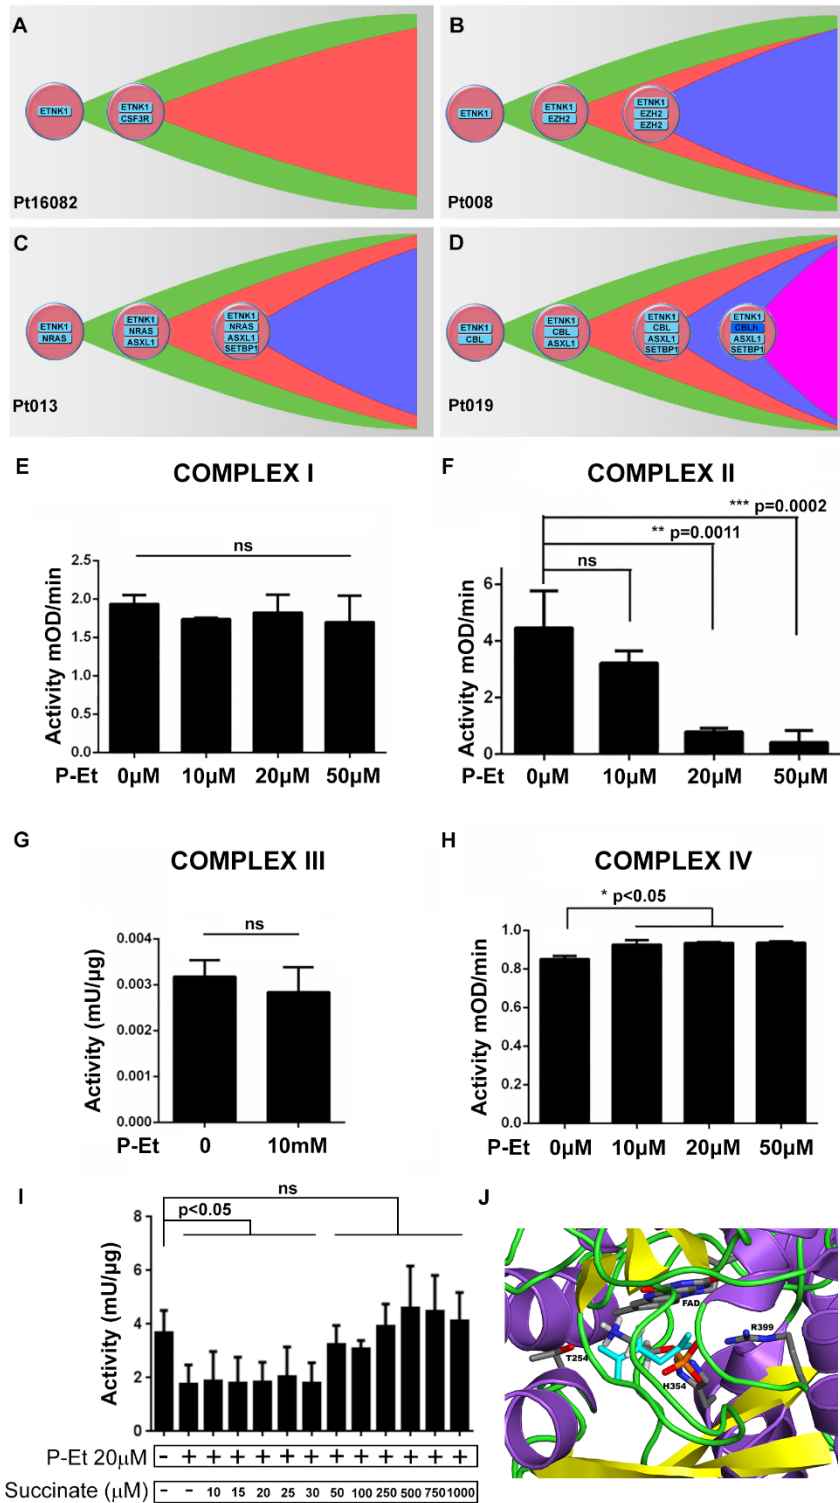 A
ETNK1
ETNK1
CSF3R
Pt16082
B
ETNK1
ETNK1
EZH2
ETNK1
EZH2
EZH2
Pt008
C
ETNK1
NRAS
ETNK1
NRAS
ASXL1
ETNK1
NRAS
ASXL1
SETBP1
Pt013
D
ETNK1
CBL
ETNK1
CBL
ASXL1
ETNK1
CBL
ASXL1
SETBP1
ETNK1
CBLh.
ASXL1
SETBP1
Pt019
E
COMPLEX I
ns
Activity mOD/min
2.5
2.0
1.5
1.0
0.5
0.0
P-Et 0µM 10µM 20µM 50µM
F
COMPLEX II
*** p=0.0002
** p=0.0011
ns
Activity mOD/min
6
4
2
0
0µM 10µM 20µM 50µM
G
COMPLEX III
ns
Activity (mU/µg)
0.004
0.003
0.002
0.001
0.000
P-Et 0 10mM
H
COMPLEX IV
* p<0.05
Activity mOD/min
1.0
0.8
0.6
0.4
0.2
0.0
P-Et 0µM 10µM 20µM 50µM
I
ns
p<0.05
Activity (mU/µg)
8
6
4
2
0
P-Et 20µM − + + + + + + + + + + + +
Succinate (µM) − − 10 15 20 25 30 50 100 250 500 750 1000
J
FAD
R399
T254
H354